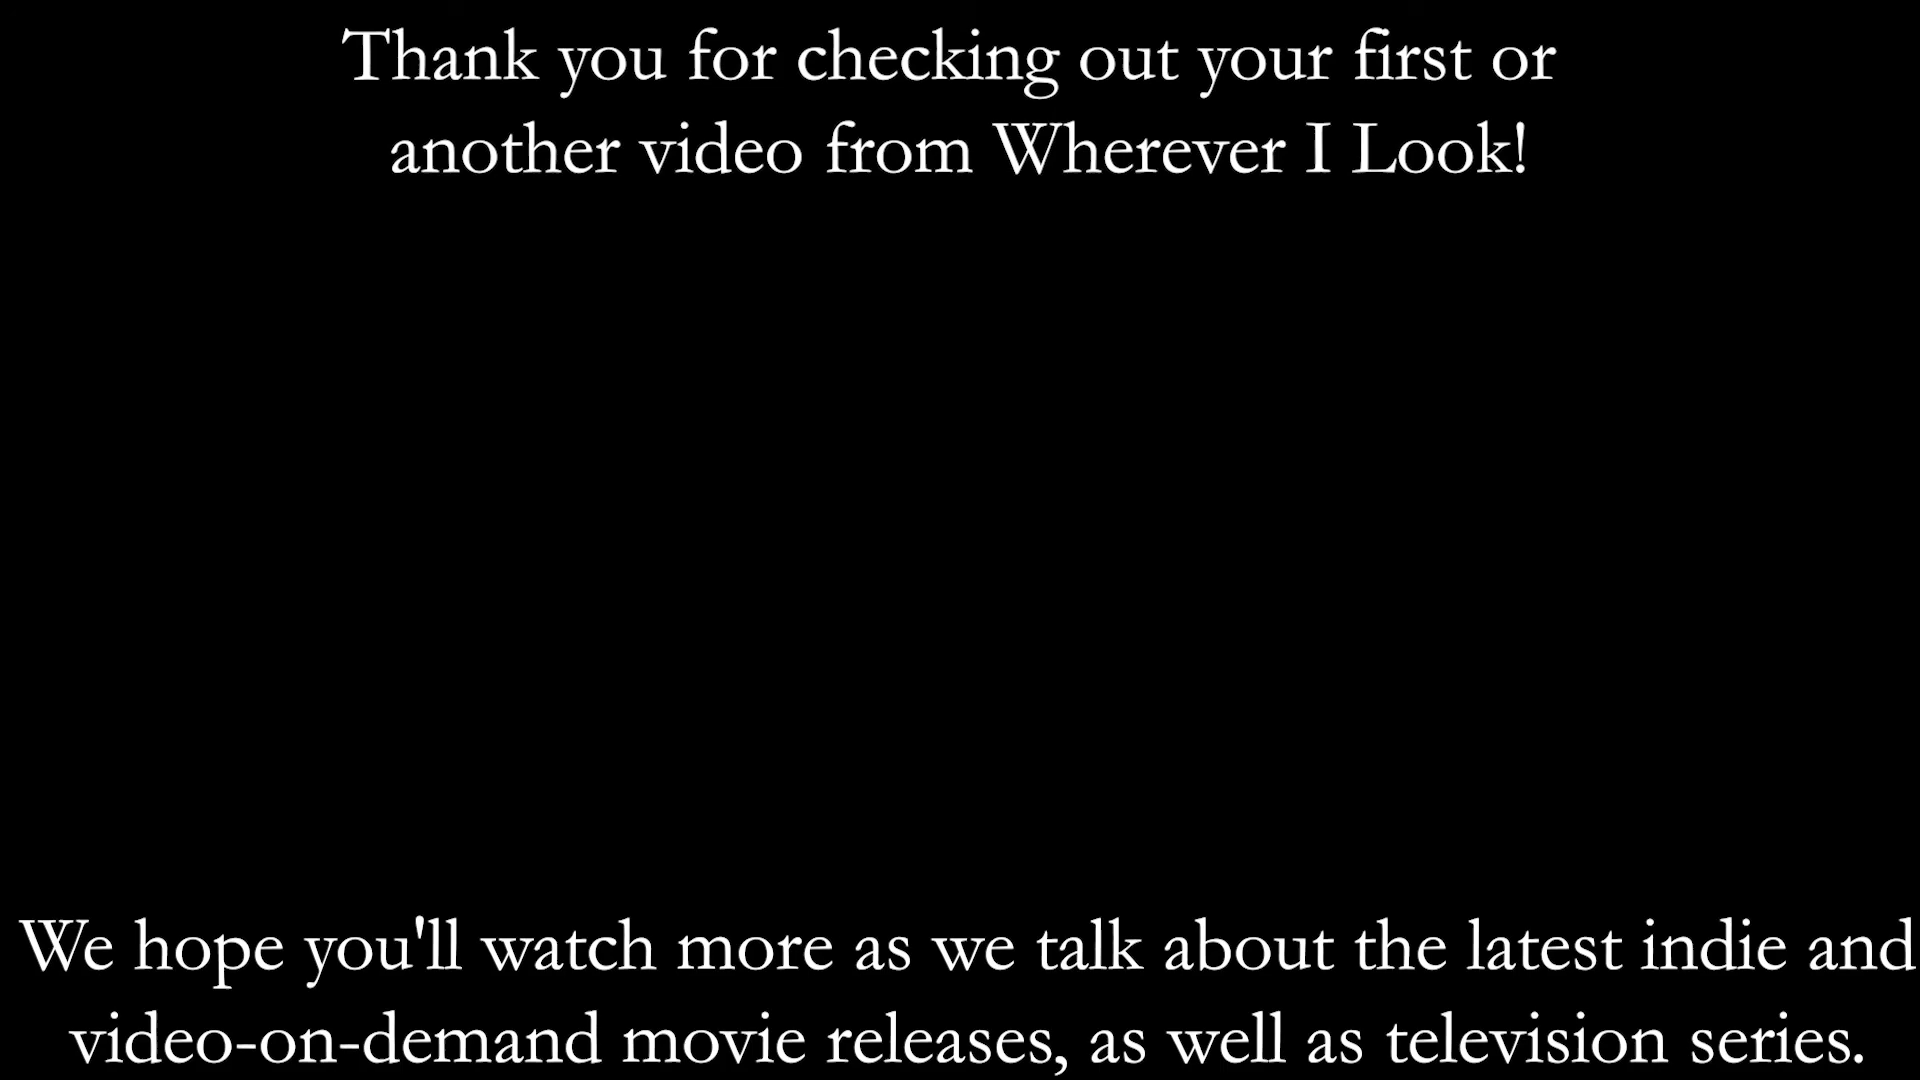 Thank you for checking out your first or
another video from Wherever I Look!
We hope you'll watch more as we talk about the latest indie and
video-on-demand movie releases, as well as television series.